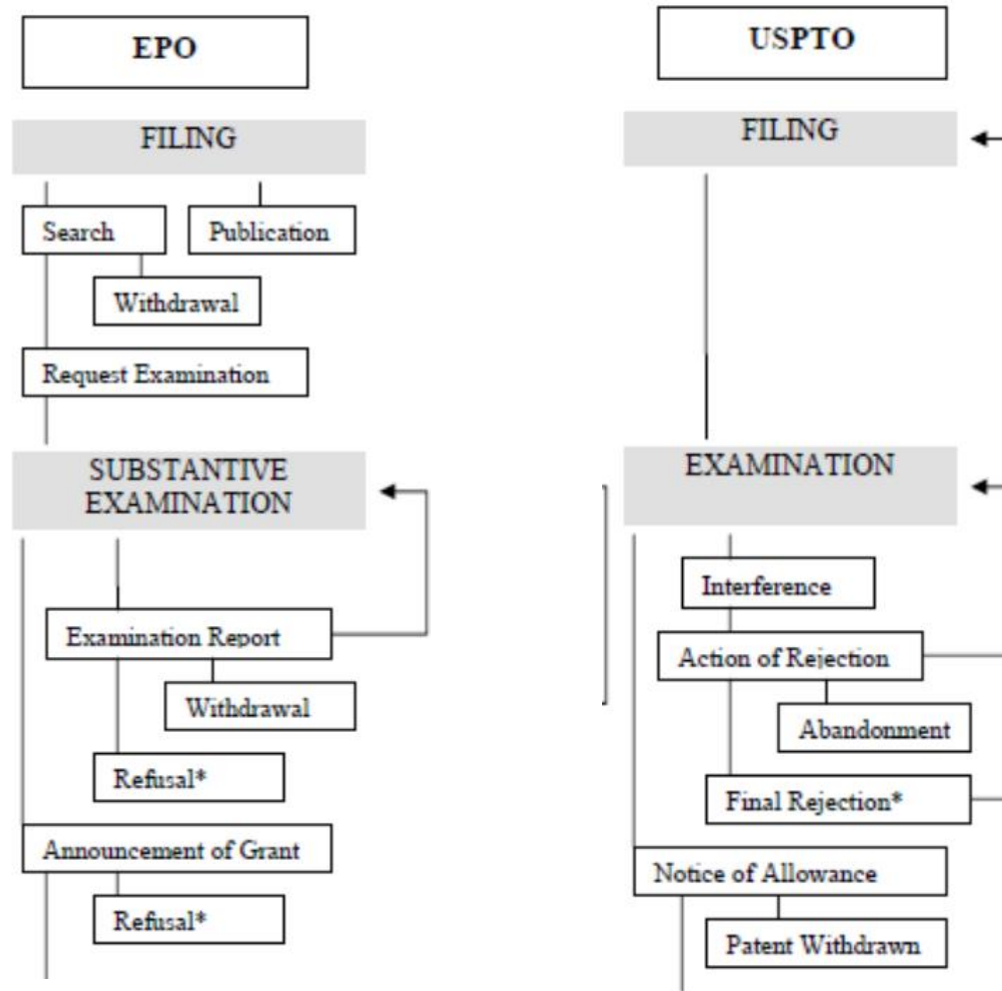 EPO
FILING
Search
Publication
Withdrawal
Request Examination
SUBSTANTIVE
EXAMINATION
Examination Report
Withdrawal
Refusal*
Announcement of Grant
Refusal*
USPTO
FILING
EXAMINATION
Interference
Action of Rejection
Abandonment
Final Rejection*
Notice of Allowance
Patent Withdrawn